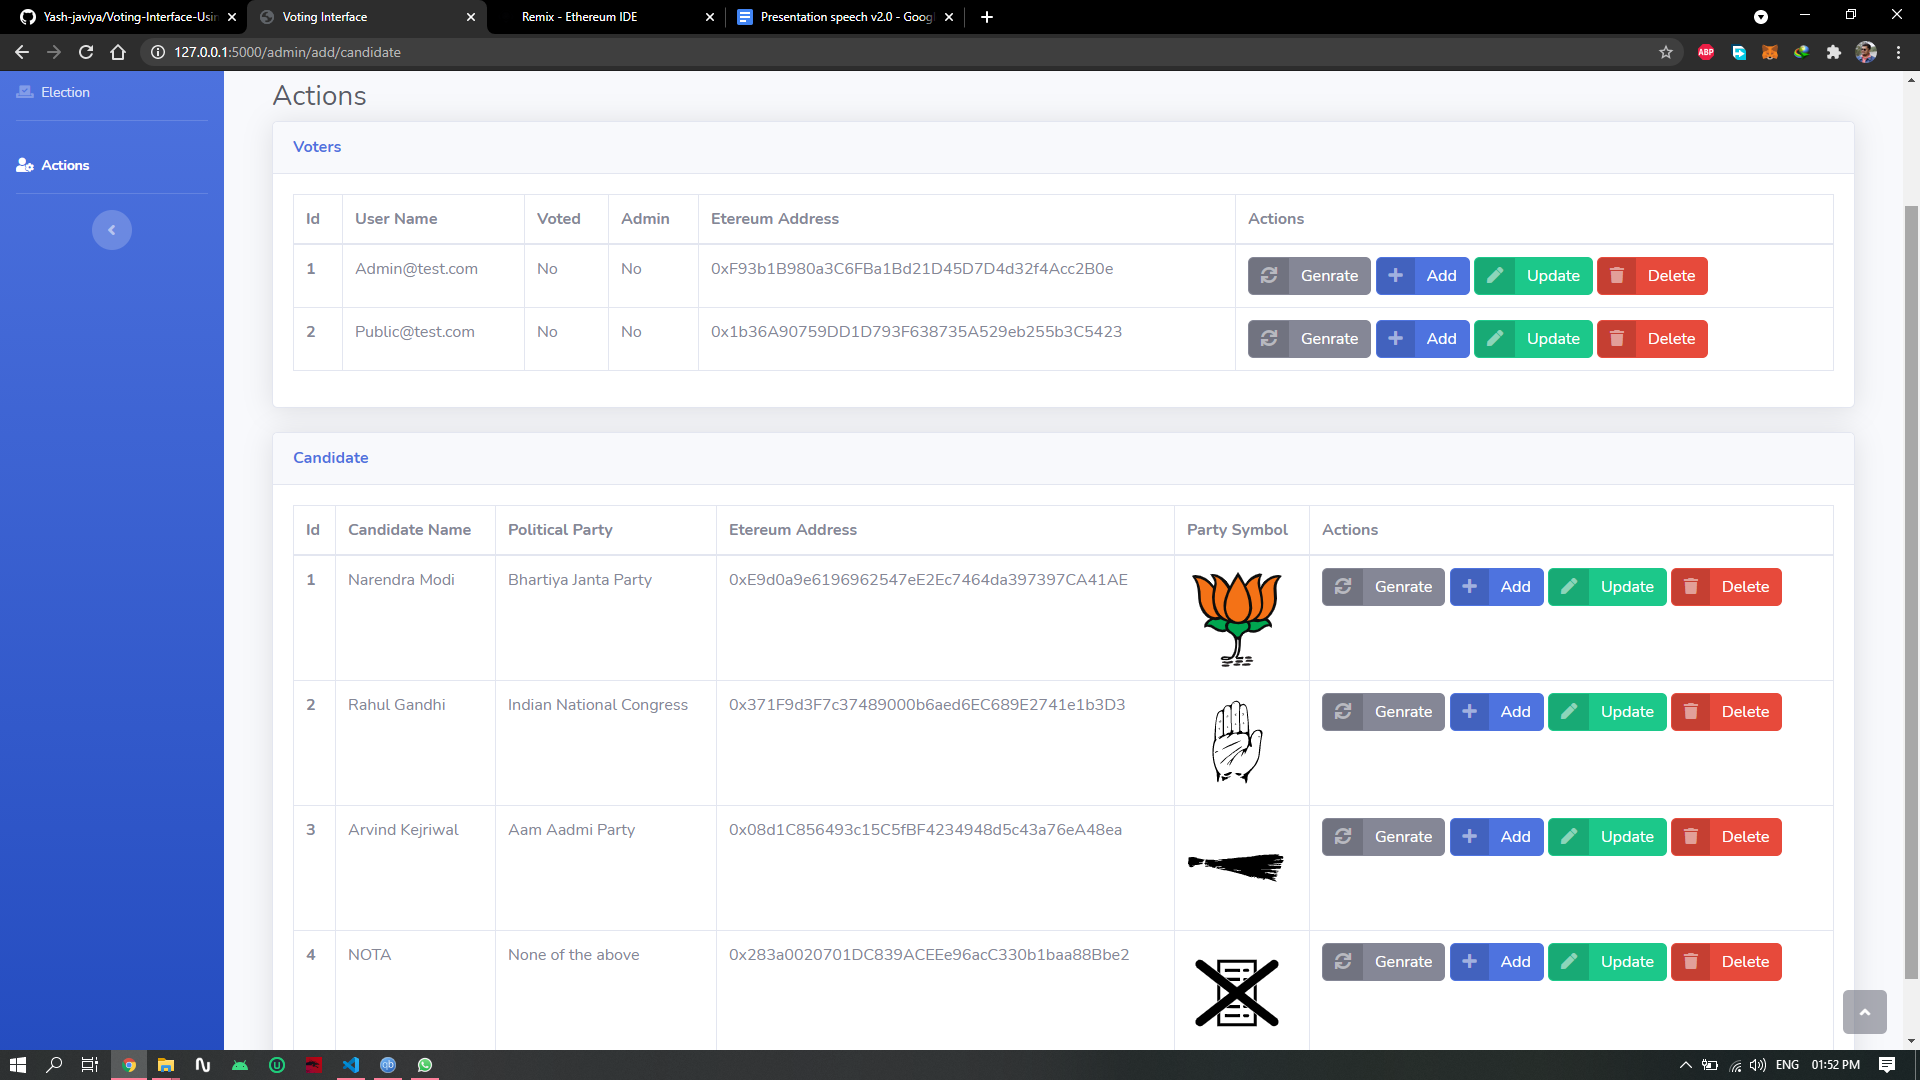 Yash-javiya/Voting-Interface-Usin
Voting Interface
Remix - Ethereum IDE
Presentation speech v2.0 - Goog
127.0.0.1:5000/admin/add/candidate
ABP
Election
Actions
Actions
Voters
Id User Name Voted Admin Etereum Address Actions
1 Admin@test.com No No 0xF93b1B980a3C6FBa1Bd21D45D7D4d32f4Acc2B0e Genrate Add Update Delete
2 Public@test.com No No 0x1b36A90759DD1D793F638735A529eb255b3C5423 Genrate Add Update Delete
Candidate
Id Candidate Name Political Party Etereum Address Party Symbol Actions
1 Narendra Modi Bhartiya Janta Party 0xE9d0a9e6196962547eE2Ec7464da397397CA41AE Genrate Add Update Delete
2 Rahul Gandhi Indian National Congress 0x371F9d3F7c37489000b6aed6EC689E2741e1b3D3 Genrate Add Update Delete
3 Arvind Kejriwal Aam Aadmi Party 0x08d1C856493c15C5fBF4234948d5c43a76eA48ea Genrate Add Update Delete
4 NOTA None of the above 0x283a0020701DC839ACEEe96acC330b1baa88Bbe2 Genrate Add Update Delete
qb
ENG 01:52 PM